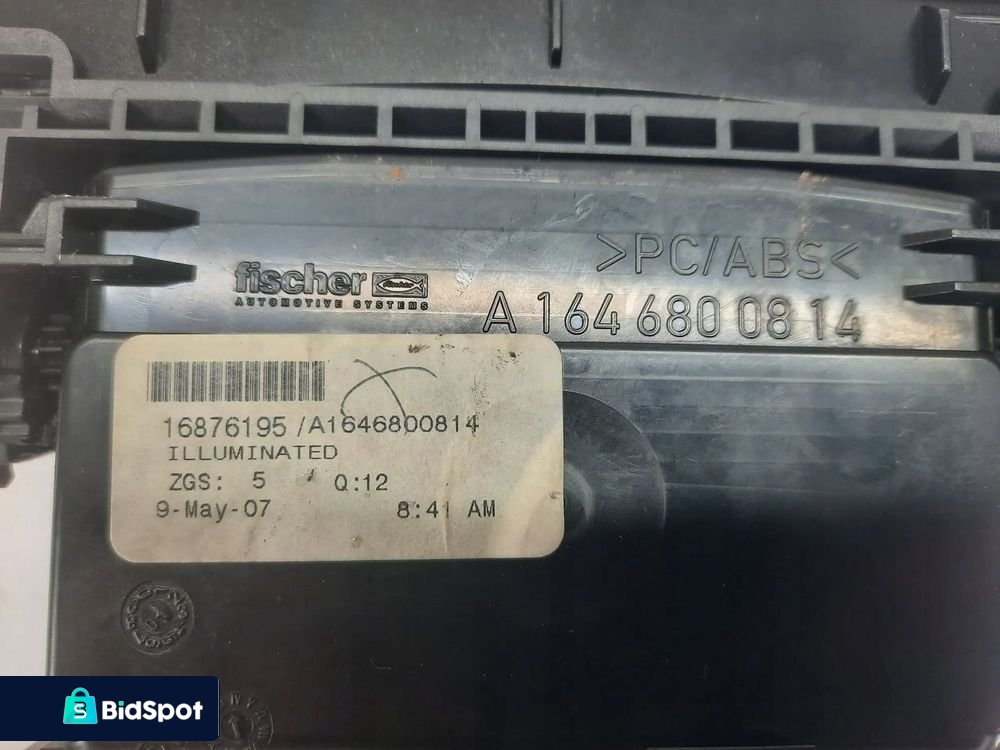 >PC/ABS<
fischer
AUTOMOTIVE SYSTEMS
A 164 680 08 14
16876195 /A1646800814
ILLUMINATED
ZGS: 5 Q:12
9-May-07 8:41 AM
S BidSpot